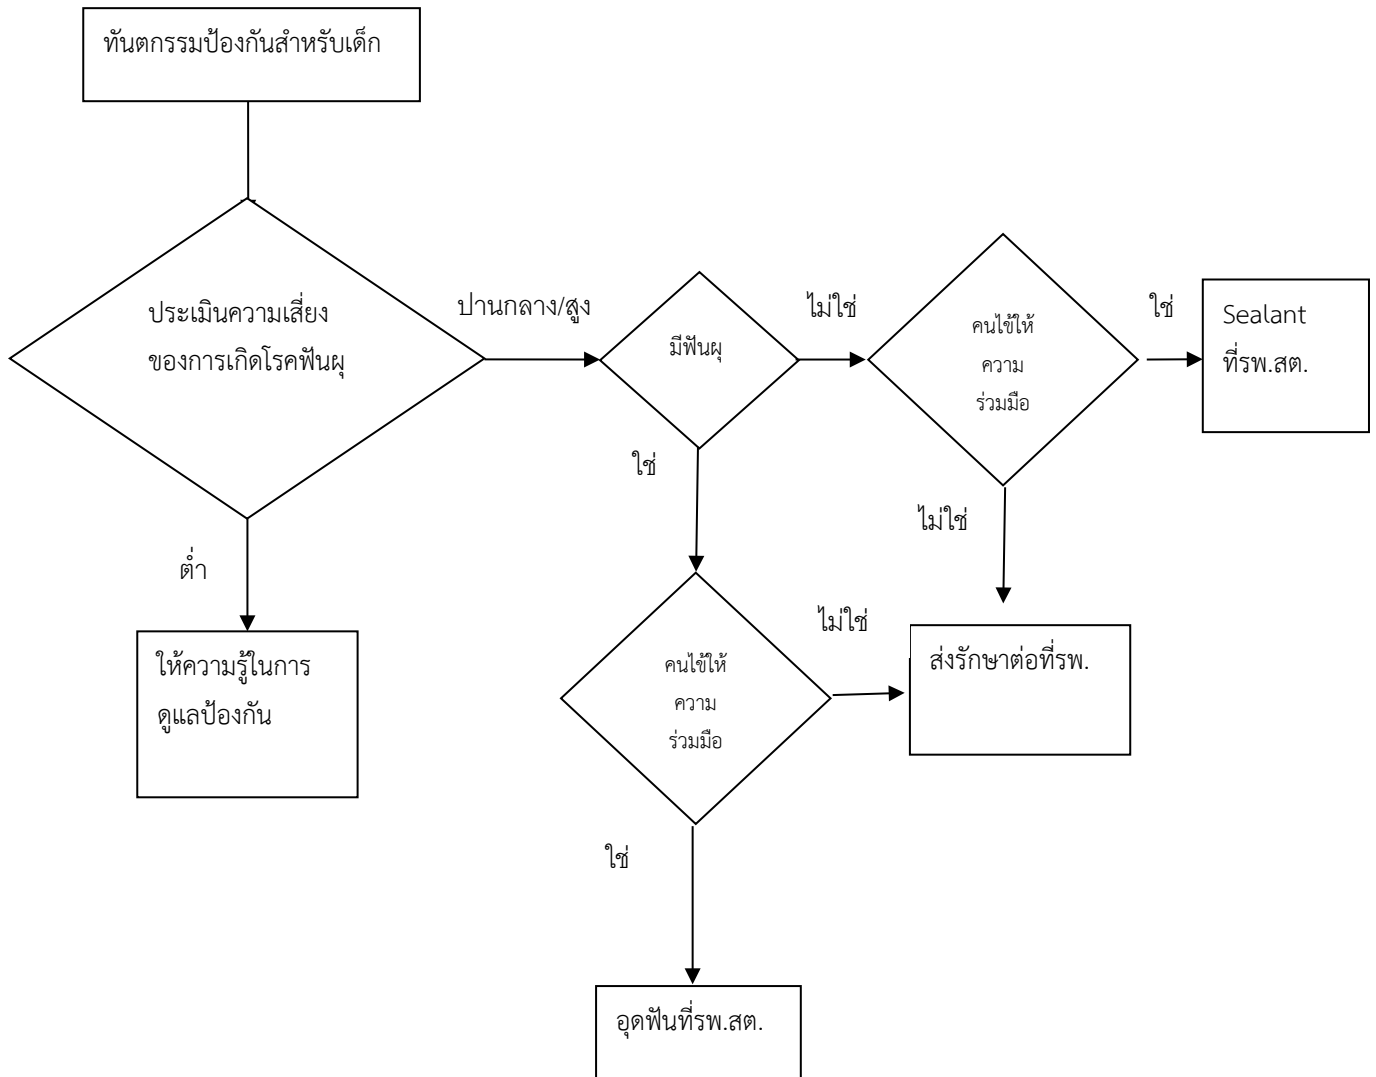 ทันตกรรมป้องกันสำหรับเด็ก
ประเมินความเสี่ยง
ของการเกิดโรคฟันผุ
ปานกลาง/สูง
มีฟันผุ
ไม่ใช่
คนไข้ให้
ความ
ร่วมมือ
ใช่
Sealant
ที่รพ.สต.
ใช่
ไม่ใช่
ต่ำ
ให้ความรู้ในการ
ดูแลป้องกัน
คนไข้ให้
ความ
ร่วมมือ
ไม่ใช่
ส่งรักษาต่อที่รพ.
ใช่
อุดฟันที่รพ.สต.